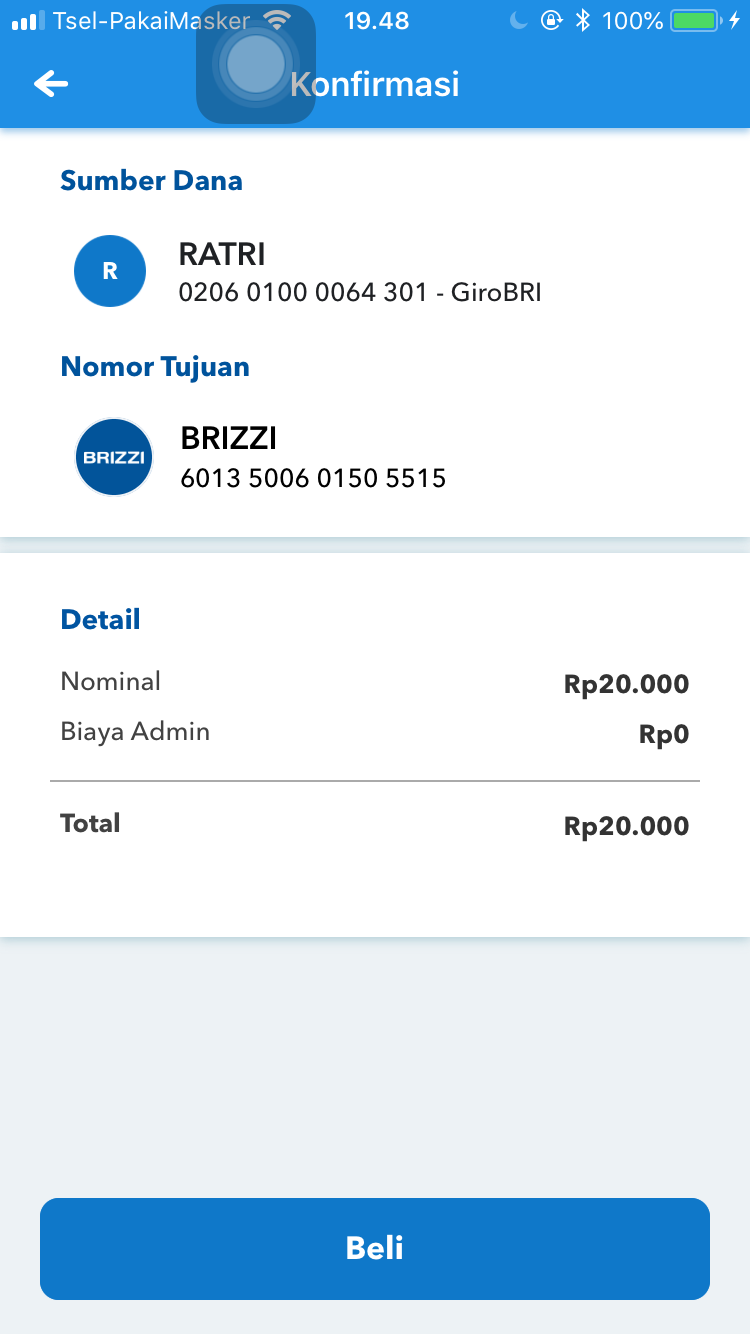 Tsel-PakaiMasker 19.48 100%
Konfirmasi
Sumber Dana
R
RATRI
0206 0100 0064 301 - GiroBRI
Nomor Tujuan
BRIZZI
BRIZZI
6013 5006 0150 5515
Detail
Nominal Rp20.000
Biaya Admin Rp0
Total Rp20.000
Beli